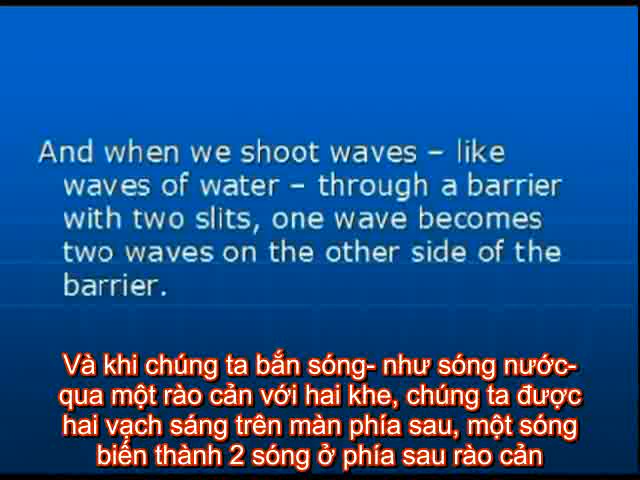 And when we shoot waves – like
waves of water – through a barrier
with two slits, one wave becomes
two waves on the other side of the
barrier.
Và khi chúng ta bắn sóng- như sóng nước-
qua một rào cản với hai khe, chúng ta được
hai vạch sáng trên màn phía sau, một sóng
biến thành 2 sóng ở phía sau rào cản